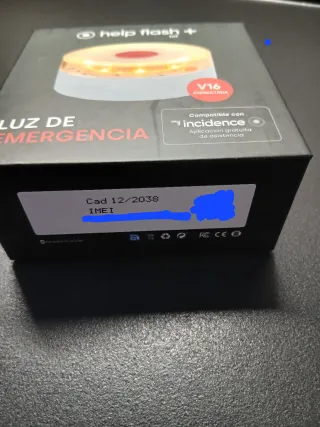 help flash +
V16
LUZ DE
EMERGENCIA
Compatible con
incidence
Aplicación gratuita
de asistencia
Cad 12/2038
IMEI